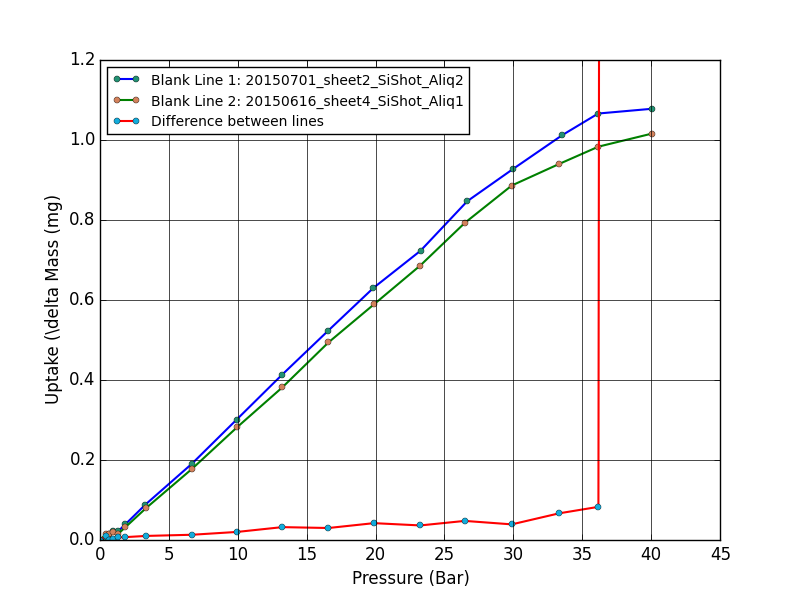 1.2
1.0
0.8
0.6
0.4
0.2
0.0
Blank Line 1: 20150701_sheet2_SiShot_Aliq2
Blank Line 2: 20150616_sheet4_SiShot_Aliq1
Difference between lines
Uptake (\delta Mass (mg)
0 5 10 15 20 25 30 35 40 45
Pressure (Bar)